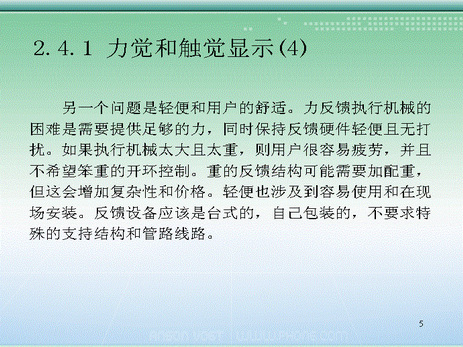 2.4.1 力觉和触觉显示(4)
另一个问题是轻便和用户的舒适。力反馈执行机械的
困难是需要提供足够的力，同时保持反馈硬件轻便且无打
扰。如果执行机械太大且太重，则用户很容易疲劳，并且
不希望笨重的开环控制。重的反馈结构可能需要加配重，
但这会增加复杂性和价格。轻便也涉及到容易使用和在现
场安装。反馈设备应该是台式的，自己包装的，不要求特
殊的支持结构和管路线路。
5